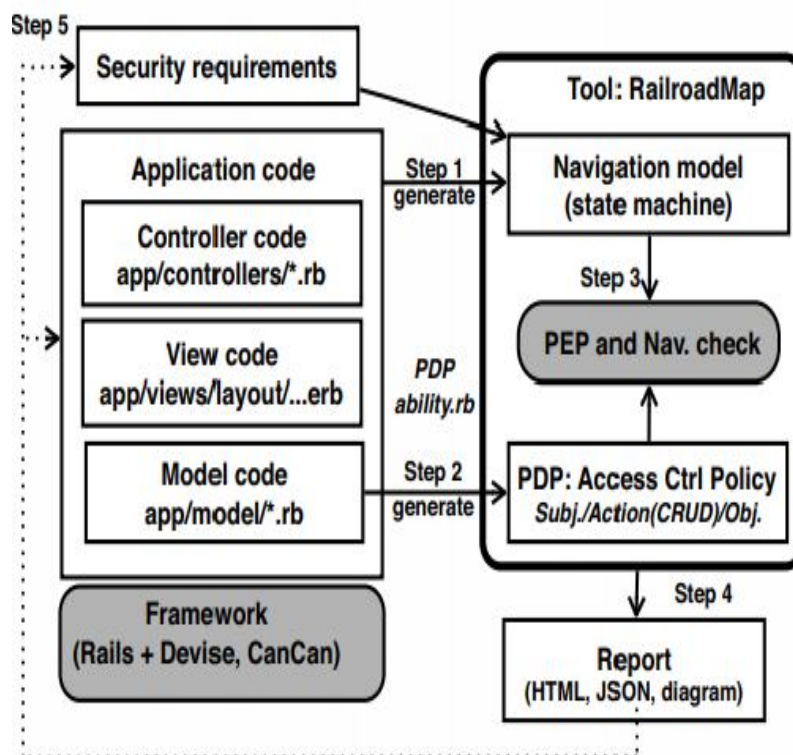 Step 5
Security requirements
Tool: RailroadMap
Application code
Step 1
generate
Navigation model
(state machine)
Controller code
app/controllers/*.rb
Step 3
View code
app/views/layout/...erb
PDP
ability.rb
PEP and Nav. check
Model code
app/model/*.rb
Step 2
generate
PDP: Access Ctrl Policy
Subj./Action(CRUD)/Obj.
Framework
(Rails + Devise, CanCan)
Step 4
Report
(HTML, JSON, diagram)